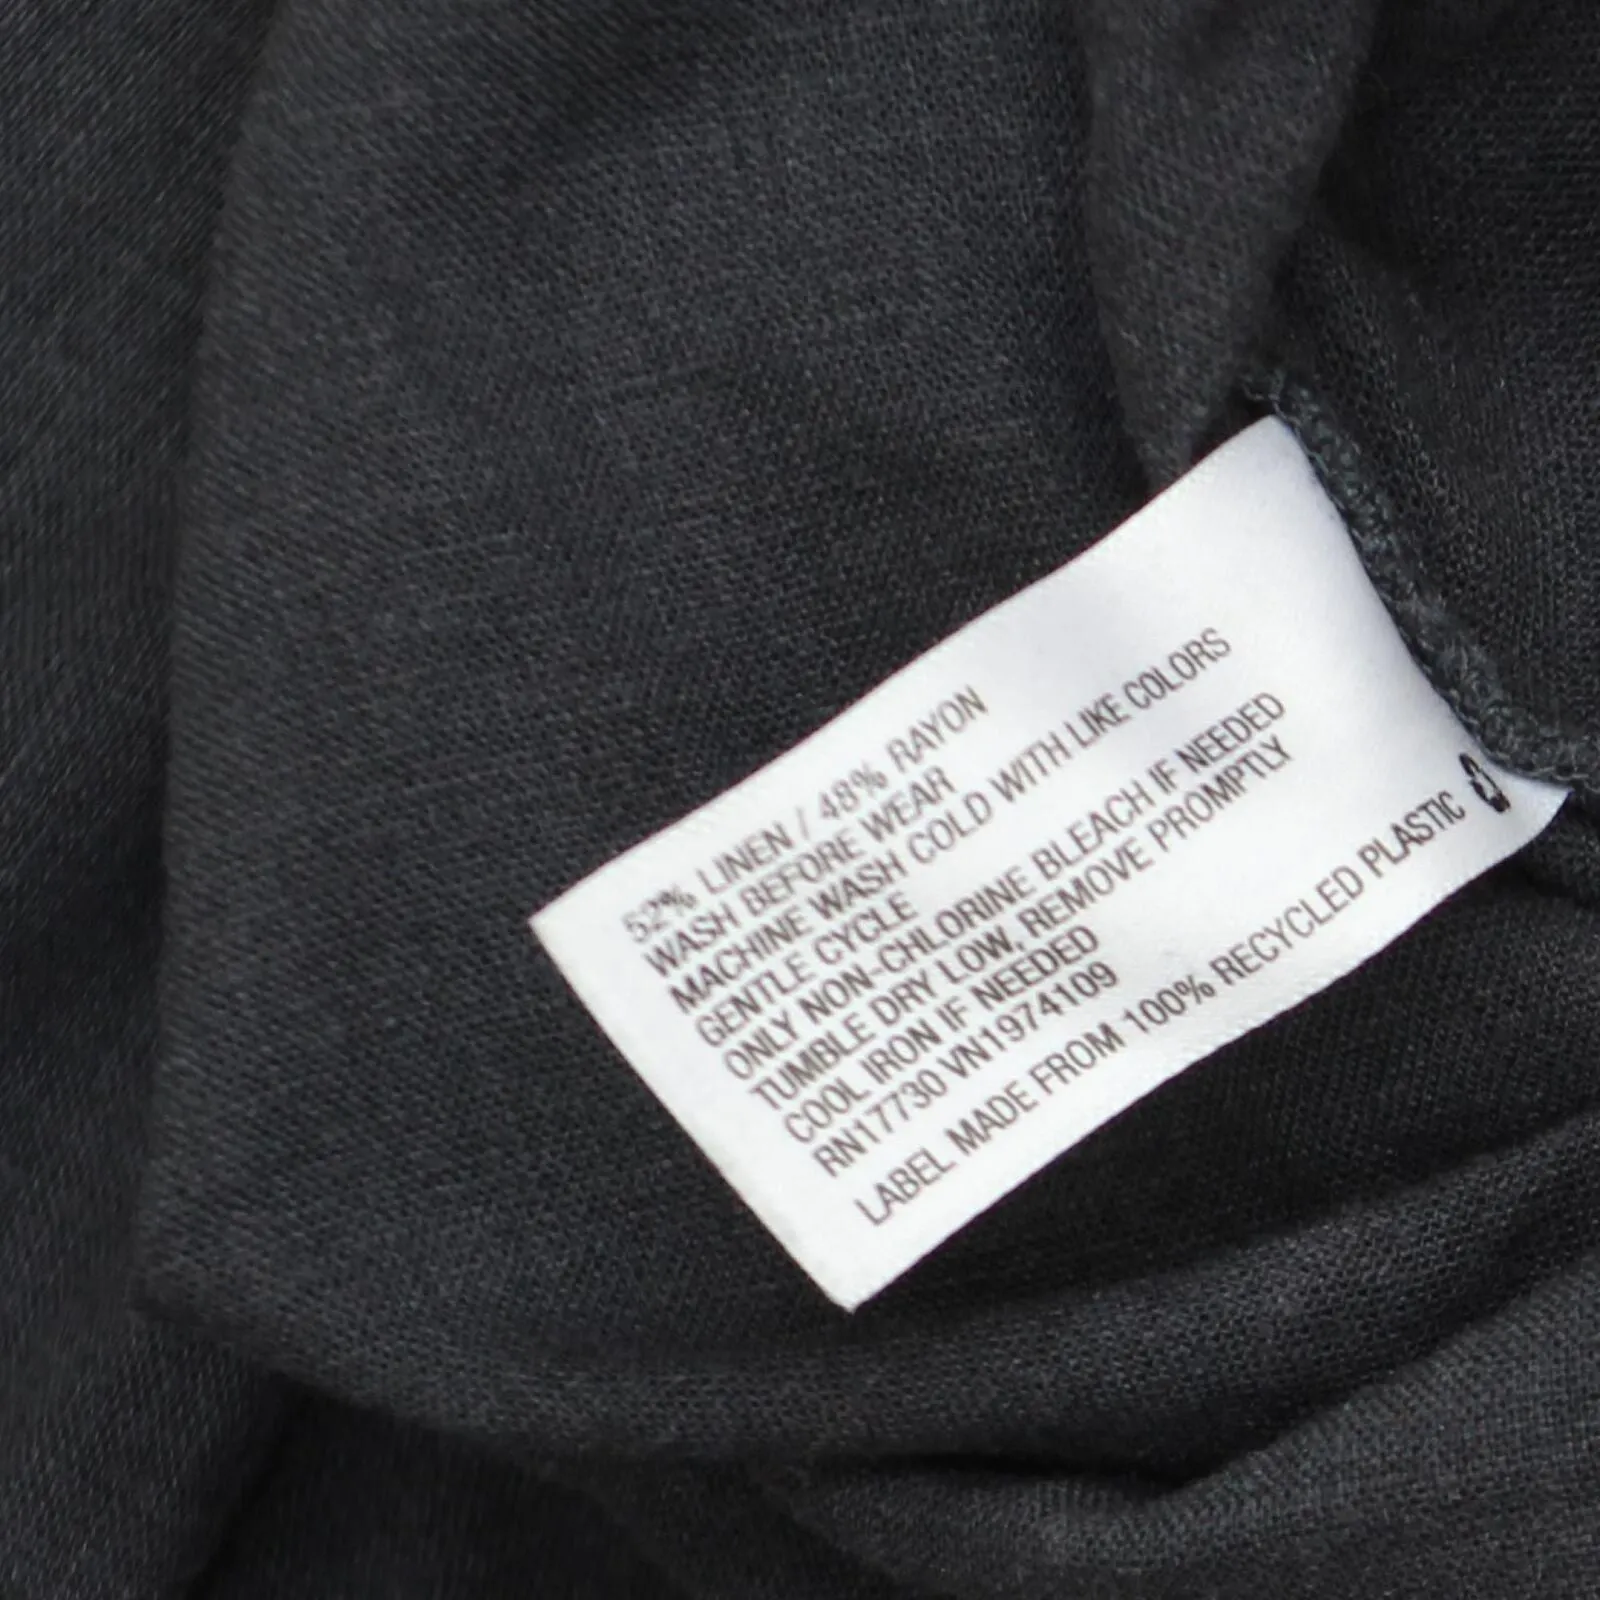 52% LINEN / 48% RAYON
WASH BEFORE WEAR
MACHINE WASH COLD WITH LIKE COLORS
GENTLE CYCLE
ONLY NON-CHLORINE BLEACH IF NEEDED
TUMBLE DRY LOW, REMOVE PROMPTLY
COOL IRON IF NEEDED
RN17730 VN1974109
LABEL MADE FROM 100% RECYCLED PLASTIC